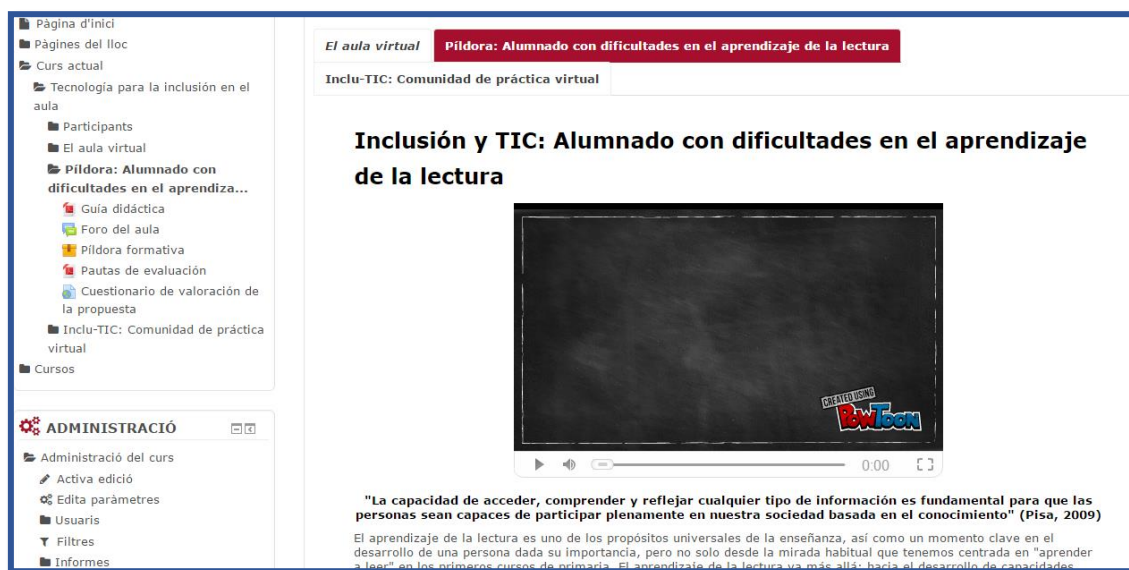 Pàgina d'inici
Pàgines del lloc
Curs actual
Tecnología para la inclusión en el
aula
Participants
El aula virtual
Píldora: Alumnado con
dificultades en el aprendiza...
Guía didáctica
Foro del aula
Píldora formativa
Pautas de evaluación
Cuestionario de valoración de
la propuesta
Inclu-TIC: Comunidad de práctica
virtual
Cursos
ADMINISTRACIÓ
Administració del curs
Activa edició
Edita paràmetres
Usuaris
Filtres
Informes
El aula virtual
Píldora: Alumnado con dificultades en el aprendizaje de la lectura
Inclu-TIC: Comunidad de práctica virtual
Inclusión y TIC: Alumnado con dificultades en el aprendizaje
de la lectura
CREATED USING
PowToon
0:00
"La capacidad de acceder, comprender y reflejar cualquier tipo de información es fundamental para que las
personas sean capaces de participar plenamente en nuestra sociedad basada en el conocimiento" (Pisa, 2009)
El aprendizaje de la lectura es uno de los propósitos universales de la enseñanza, así como un momento clave en el
desarrollo de una persona dada su importancia, pero no solo desde la mirada habitual que tenemos centrada en "aprender
a leer" en los primeros cursos de primaria. El aprendizaje de la lectura va más allá: hacia el desarrollo de capacidades